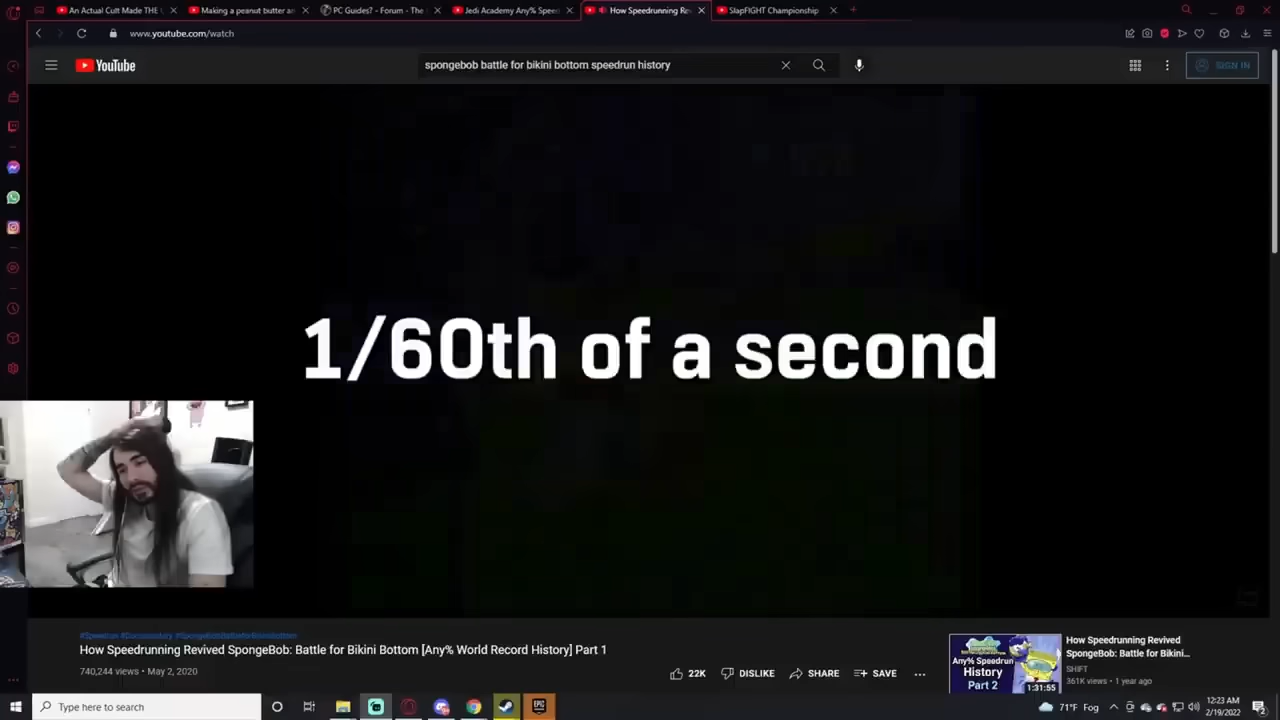 An Actual Cult Made THE
Making a peanut butter an
PC Guides? - Forum - The
Jedi Academy Any% Speed
How Speedrunning Rev
SlapFIGHT Championship
www.youtube.com/watch
YouTube
spongebob battle for bikini bottom speedrun history
SIGN IN
1/60th of a second
#Speedrun #Documentary #SpongeBobBattleforBikiniBottom
How Speedrunning Revived SpongeBob: Battle for Bikini Bottom [Any% World Record History] Part 1
740,244 views • May 2, 2020
22K
DISLIKE
SHARE
SAVE
Any% Speedrun
History
Part 2
1:31:55
How Speedrunning Revived
SpongeBob: Battle for Bikini...
SHIFT
361K views • 1 year ago
Type here to search
71°F Fog
12:23 AM
2/19/2022
2